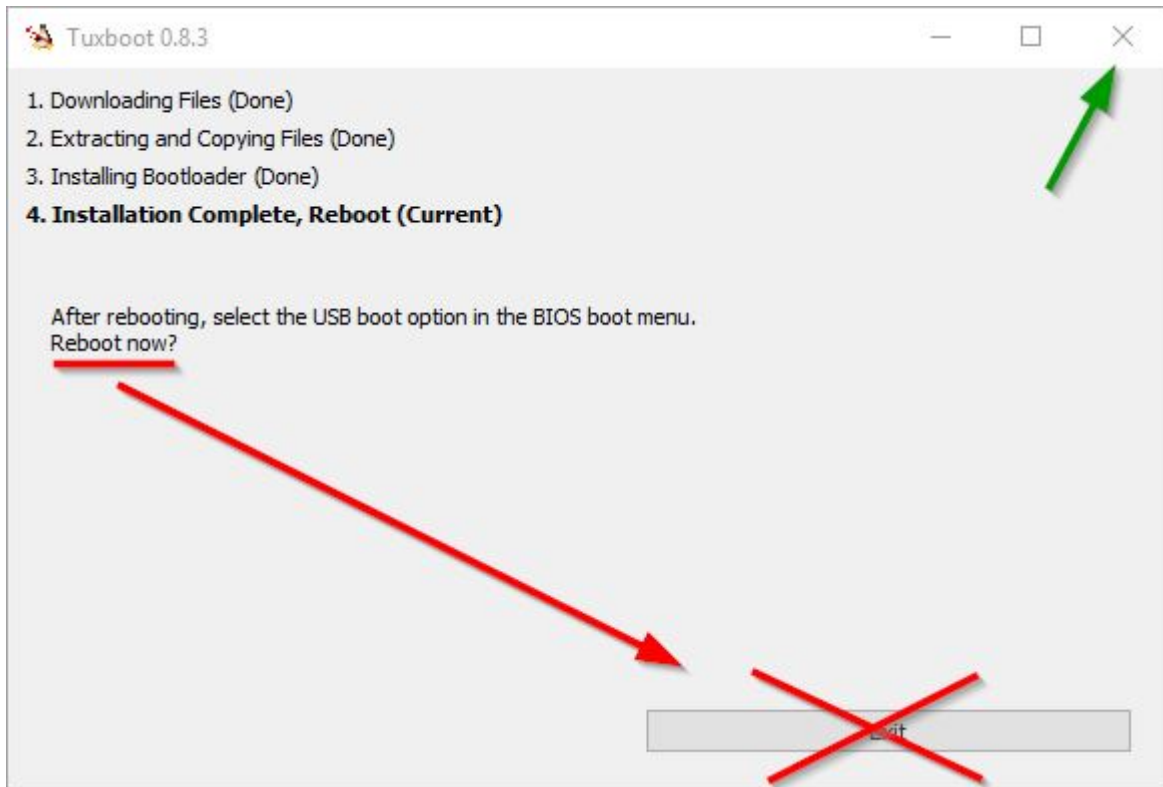 Tuxboot 0.8.3
1. Downloading Files (Done)
2. Extracting and Copying Files (Done)
3. Installing Bootloader (Done)
4. Installation Complete, Reboot (Current)
After rebooting, select the USB boot option in the BIOS boot menu.
Reboot now?
Exit